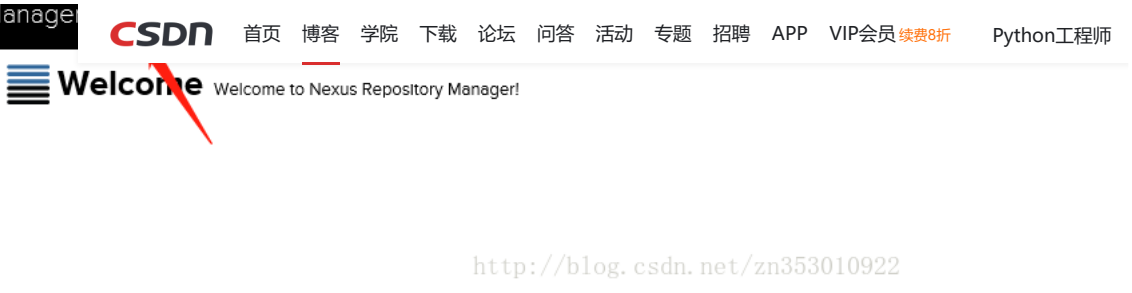 anager
CSDN 首页 博客 学院 下载 论坛 问答 活动 专题 招聘 APP VIP会员 续费8折 Python工程师
Welcome Welcome to Nexus Repository Manager!
http://blog.csdn.net/zn353010922